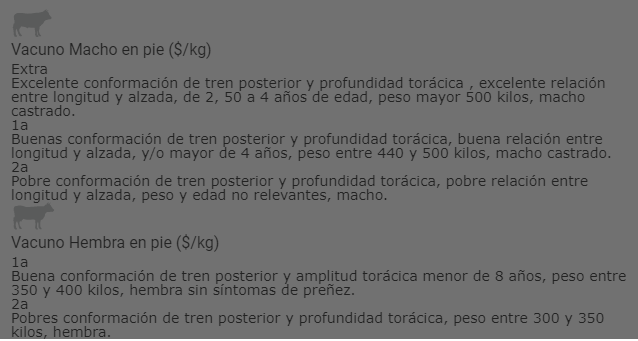 Vacuno Macho en pie ($/kg)
Extra
Excelente conformación de tren posterior y profundidad torácica , excelente relación
entre longitud y alzada, de 2, 50 a 4 años de edad, peso mayor 500 kilos, macho
castrado.
1a
Buenas conformación de tren posterior y profundidad torácica, buena relación entre
longitud y alzada, y/o mayor de 4 años, peso entre 440 y 500 kilos, macho castrado.
2a
Pobre conformación de tren posterior y profundidad torácica, pobre relación entre
longitud y alzada, peso y edad no relevantes, macho.
Vacuno Hembra en pie ($/kg)
1a
Buena conformación de tren posterior y amplitud torácica menor de 8 años, peso entre
350 y 400 kilos, hembra sin síntomas de preñez.
2a
Pobres conformación de tren posterior y profundidad torácica, peso entre 300 y 350
kilos, hembra.